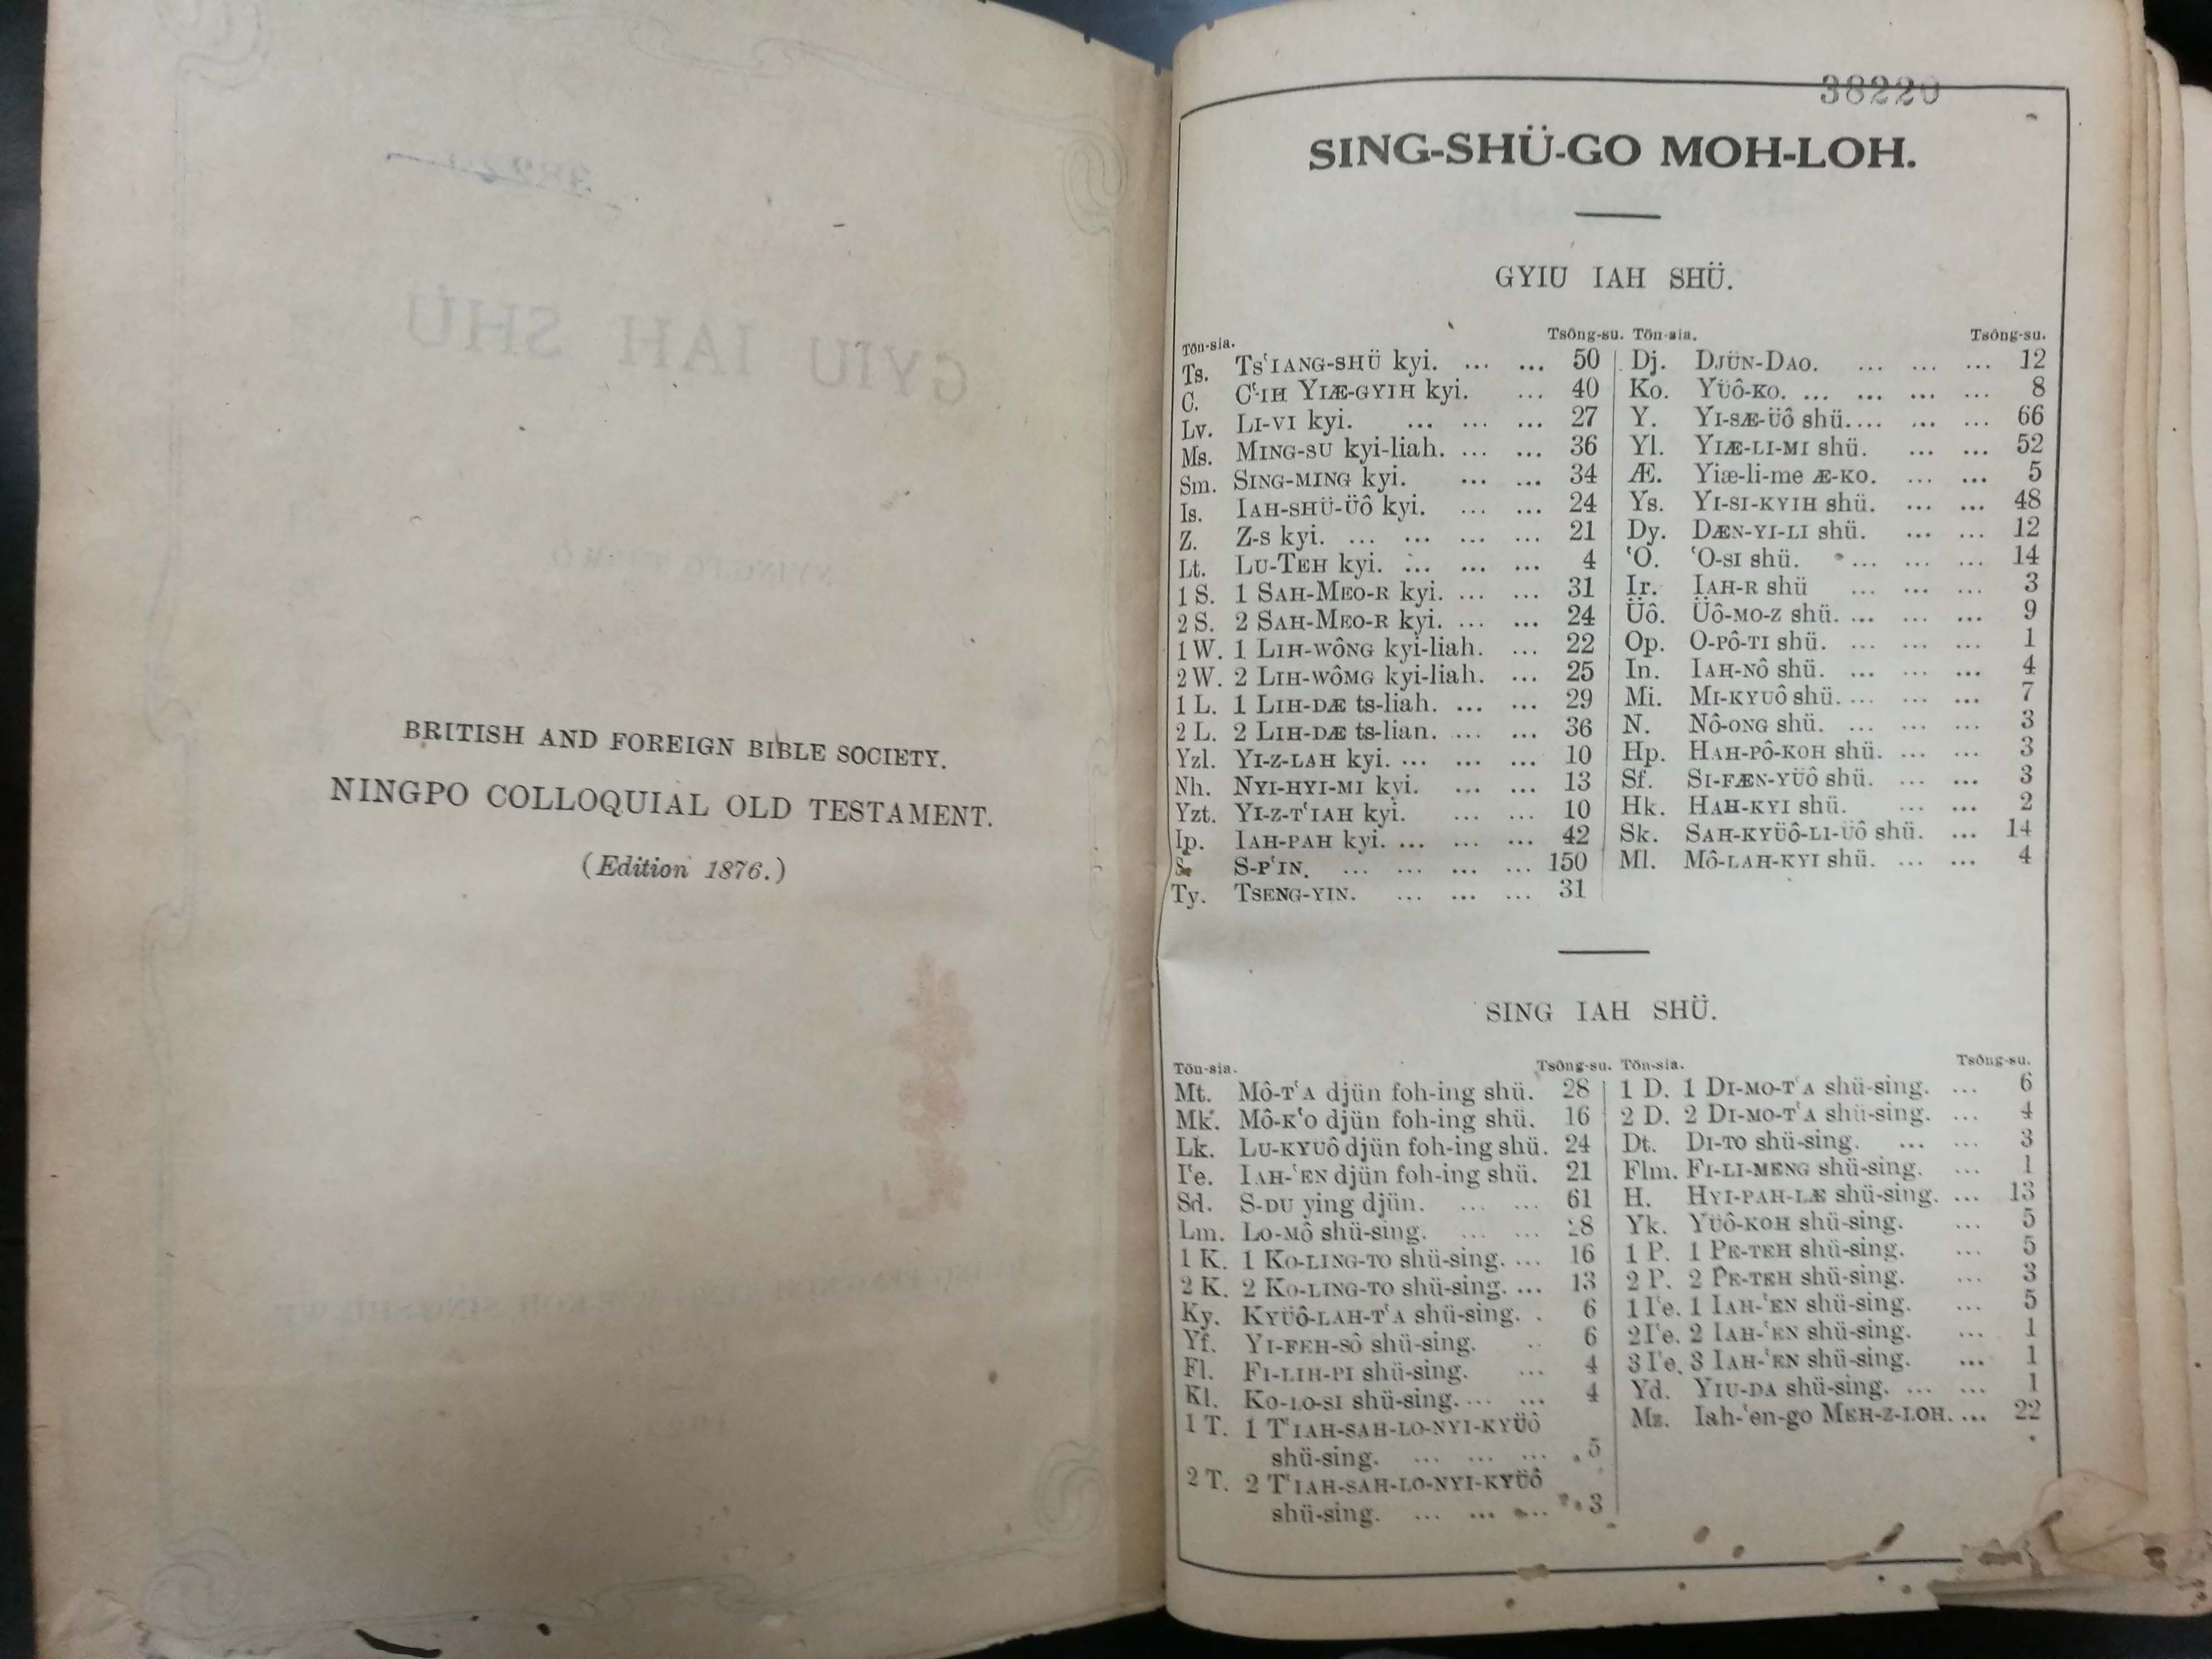 GYIU IAH SHÜ
BRITISH AND FOREIGN BIBLE SOCIETY.
NINGPO COLLOQUIAL OLD TESTAMENT.
(Edition 1876.)
38220
SING-SHÜ-GO MOH-LOH.
GYIU IAH SHÜ.
Tön-sia. Tsông-su.
Ts. Ts‘IANG-SHÜ kyi. ... ... 50
C. C‘-IH YIÆ-GYIH kyi. ... 40
Lv. LI-VI kyi. ... ... ... 27
Ms. MING-SU kyi-liah. ... ... 36
Sm. SING-MING kyi. ... ... 34
Is. IAH-SHÜ-ÜÔ kyi. ... ... 24
Z. Z-S kyi. ... ... ... ... 21
Lt. LU-TEH kyi. ... ... ... 4
1 S. 1 SAH-MEO-R kyi. ... ... 31
2 S. 2 SAH-MEO-R kyi. ... ... 24
1 W. 1 LIH-WÔNG kyi-liah. ... 22
2 W. 2 LIH-WÔMG kyi-liah. ... 25
1 L. 1 LIH-DÆ ts-liah. ... ... 29
2 L. 2 LIH-DÆ ts-lian. ... ... 36
Yzl. YI-Z-LAH kyi. ... ... ... 10
Nh. NYI-HYI-MI kyi. ... ... 13
Yzt. YI-Z-T‘IAH kyi. ... ... 10
Ip. IAH-PAH kyi. ... ... ... 42
S. S-P‘IN. ... ... ... ... 150
Ty. TSENG-YIN. ... ... ... 31
Tön-sia. Tsông-su.
Dj. DJÜN-DAO. ... ... ... 12
Ko. YÜÔ-KO. ... ... ... ... 8
Y. YI-SÆ-ÜÔ shü. ... ... ... 66
Yl. YIÆ-LI-MI shü. ... ... 52
Æ. Yiæ-li-me Æ-KO. ... ... 5
Ys. YI-SI-KYIH shü. ... ... 48
Dy. DÆN-YI-LI shü. ... ... 12
‘O. ‘O-SI shü. ... ... ... 14
Ir. IAH-R shü ... ... ... 3
Üô. ÜÔ-MO-Z shü. ... ... ... 9
Op. O-PÔ-TI shü. ... ... ... 1
In. IAH-NÔ shü. ... ... ... 4
Mi. MI-KYUÔ shü. ... ... ... 7
N. NÔ-ONG shü. ... ... ... 3
Hp. HAH-PÔ-KOH shü. ... ... 3
Sf. SI-FÆN-YÜÔ shü. ... ... 3
Hk. HAH-KYI shü. ... ... 2
Sk. SAH-KYÜÔ-LI-ÜÔ shü. ... 14
Ml. MÔ-LAH-KYI shü. ... ... 4
SING IAH SHÜ.
Tön-sia. Tsông-su.
Mt. MÔ-T‘A djün foh-ing shü. 28
Mk. MÔ-K‘O djün foh-ing shü. 16
Lk. LU-KYUÔ djün foh-ing shü. 24
I‘e. IAH-‘EN djün foh-ing shü. 21
Sd. S-DU ying djün. ... ... 61
Lm. LO-MÔ shü-sing. ... ... 8
1 K. 1 KO-LING-TO shü-sing. ... 16
2 K. 2 KO-LING-TO shü-sing. ... 13
Ky. KYÜÔ-LAH-T‘A shü-sing. . 6
Yf. YI-FEH-SÔ shü-sing. .. 6
Fl. FI-LIH-PI shü-sing. ... 4
Kl. KO-LO-SI shü-sing. ... ... 4
1 T. 1 T‘IAH-SAH-LO-NYI-KYÜÔ
shü-sing. ... ... ... 5
2 T. 2 T‘IAH-SAH-LO-NYI-KYÜÔ
shü-sing. ... ... ... 3
Tön-sia. Tsông-su.
1 D. 1 DI-MO-T‘A shü-sing. ... 6
2 D. 2 DI-MO-T‘A shü-sing. ... 4
Dt. DI-TO shü-sing. ... ... 3
Flm. FI-LI-MENG shü-sing. ... 1
H. HYI-PAH-LÆ shü-sing. ... 13
Yk. YÜÔ-KOH shü-sing. ... 5
1 P. 1 PE-TEH shü-sing. ... 5
2 P. 2 PE-TEH shü-sing. ... 3
1 I‘e. 1 IAH-‘EN shü-sing. ... 5
2 I‘e. 2 IAH-‘EN shü-sing. ... 1
3 I‘e. 3 IAH-‘EN shü-sing. ... 1
Yd. YIU-DA shü-sing. ... ... 1
Mz. Iah-‘en-go MEH-Z-LOH. ... 22